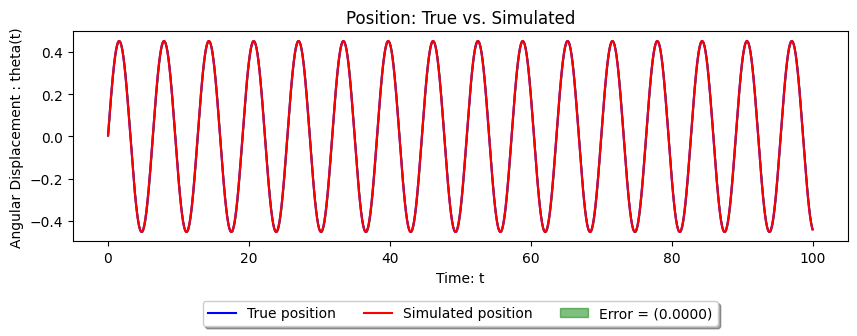 Position: True vs. Simulated
Angular Displacement : theta(t)
0.4
0.2
0.0
−0.2
−0.4
0 20 40 60 80 100
Time: t
True position Simulated position Error = (0.0000)